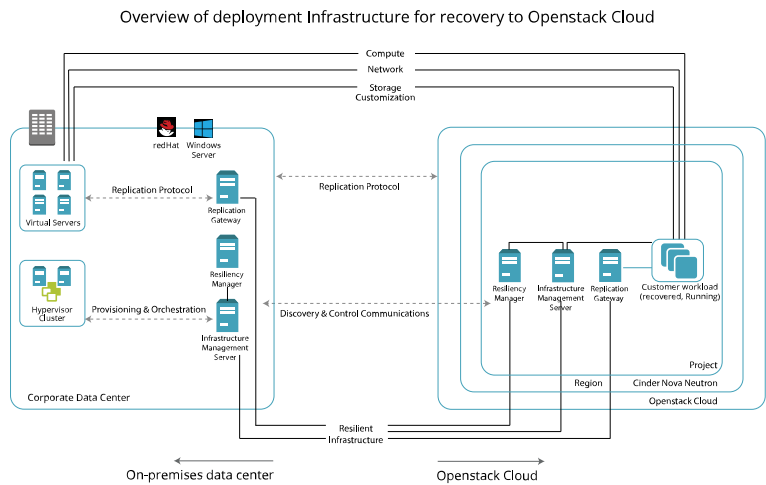 Overview of deployment Infrastructure for recovery to Openstack Cloud
Compute
Network
Storage
Customization
redHat
Windows
Server
Replication Protocol
Virtual Servers
Replication
Gateway
Replication Protocol
Resiliency
Manager
Hypervisor
Cluster
Provisioning & Orchestration
Infrastructure
Management
Server
Discovery & Control Communications
Resiliency
Manager
Infrastructure
Management
Server
Replication
Gateway
Customer workload
(recovered, Running)
Project
Region
Cinder Nova Neutron
Openstack Cloud
Corporate Data Center
Resilient
Infrastructure
On-premises data center
Openstack Cloud